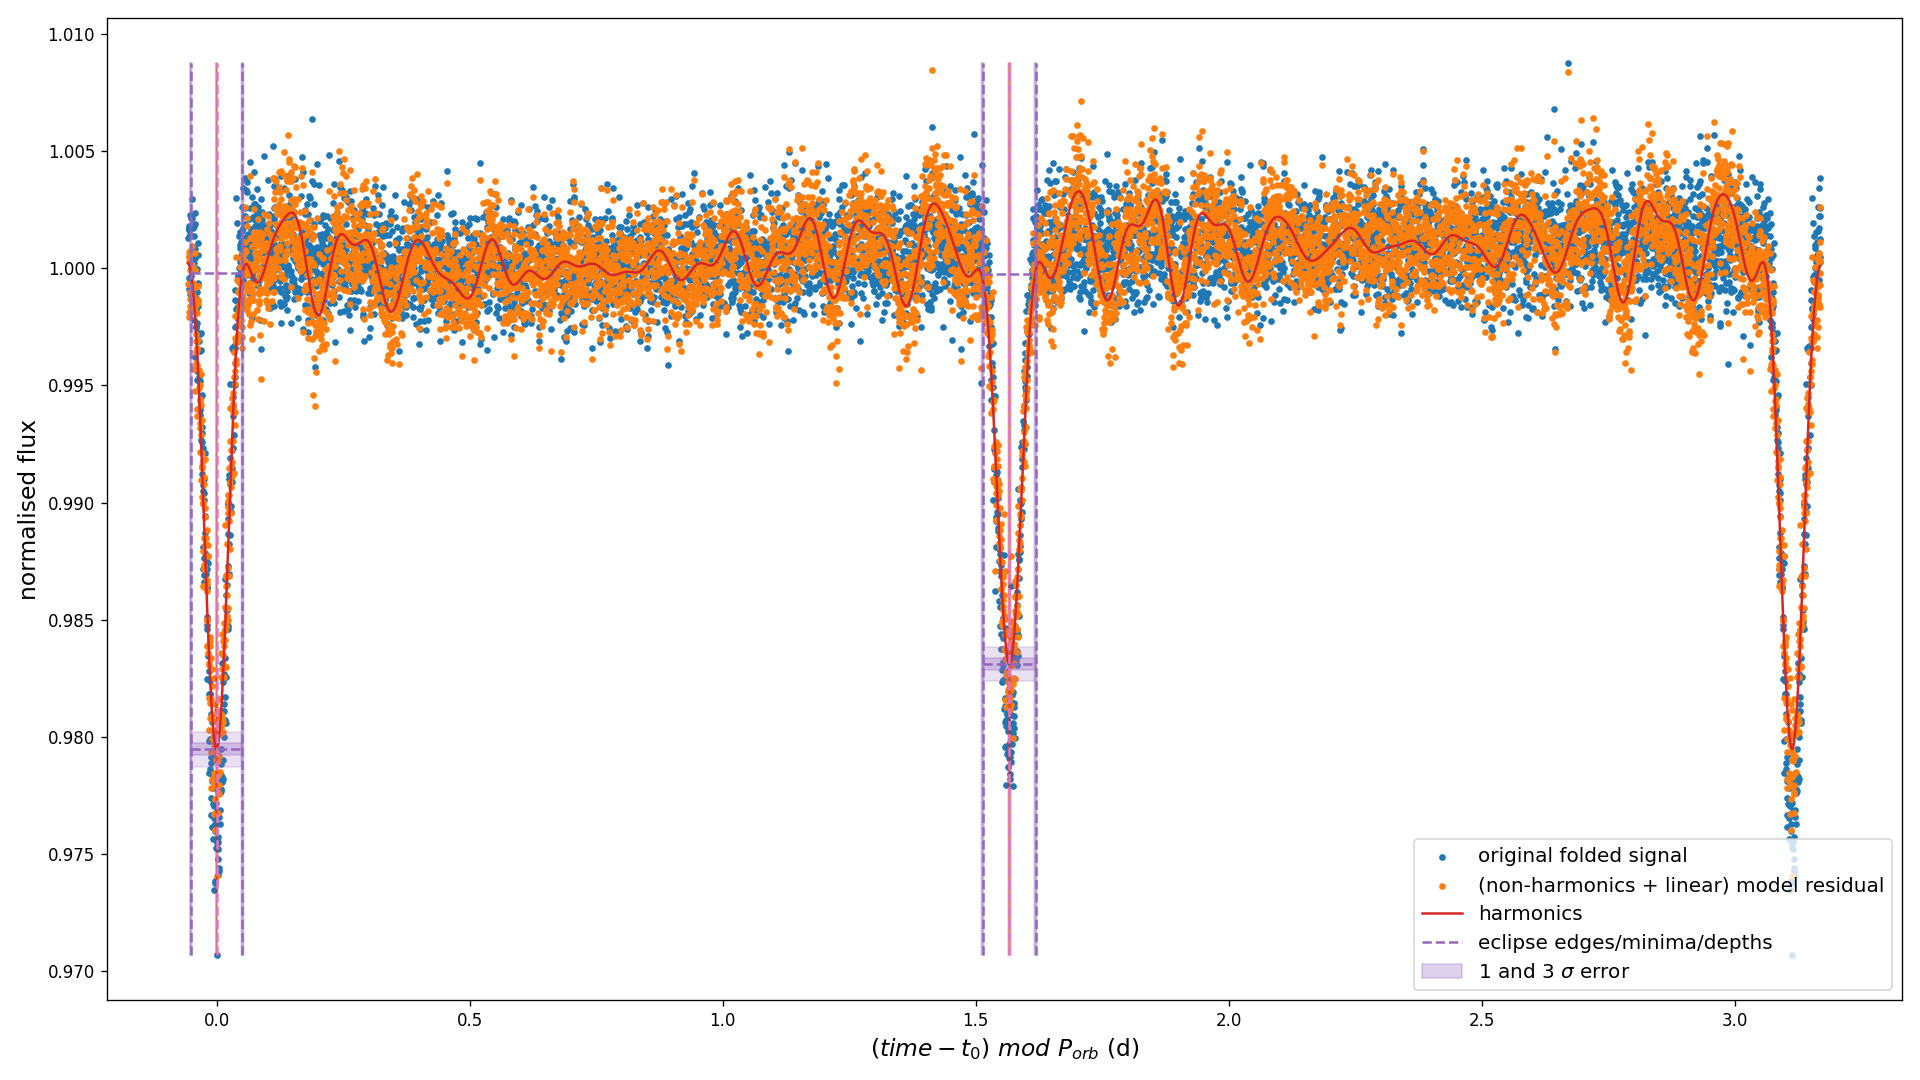 1.010
1.005
1.000
0.995
0.990
0.985
0.980
0.975
0.970
normalised flux
original folded signal
(non-harmonics + linear) model residual
harmonics
eclipse edges/minima/depths
1 and 3 σ error
0.0 0.5 1.0 1.5 2.0 2.5 3.0
(time − t₀) mod Pₒᵣb (d)